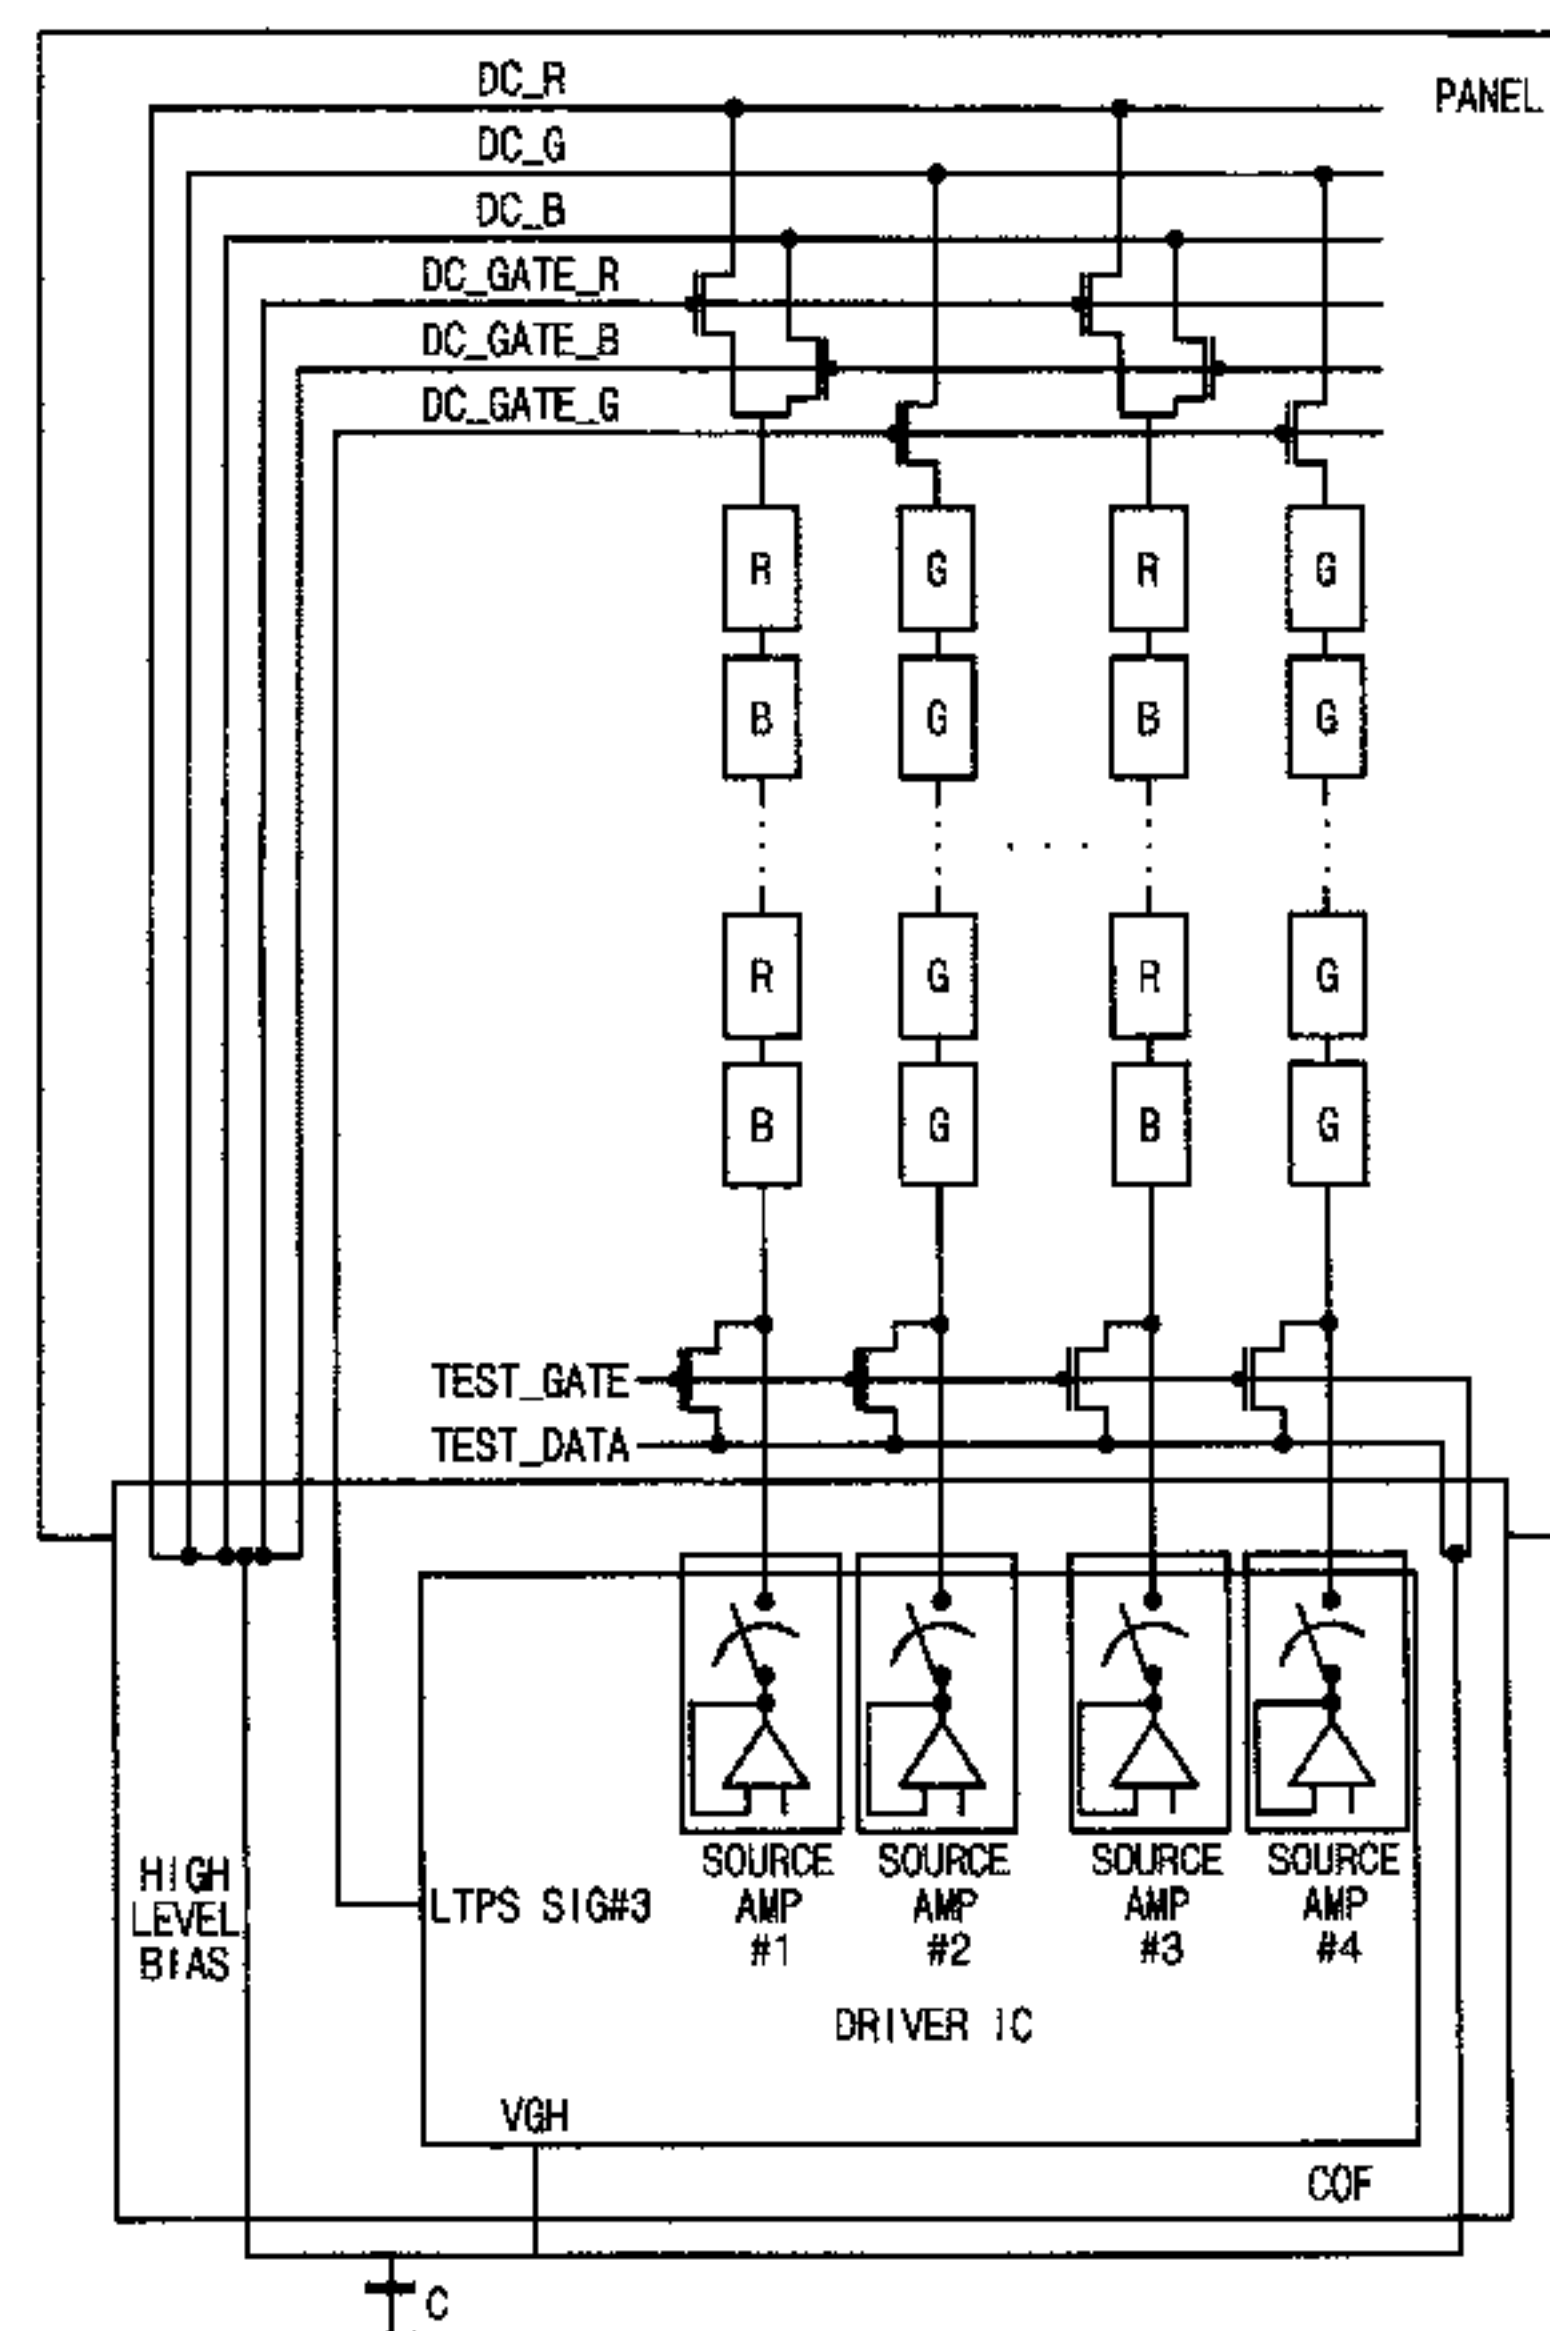 DC_R
PANEL
DC_G
DC_B
DC_GATE_R
DC_GATE_B
DC_GATE_G
R G R G
B G B G
R G R G
B G B G
TEST_GATE
TEST_DATA
HIGH
LEVEL
BIAS
LTPS SIG#3
SOURCE
AMP
#1
SOURCE
AMP
#2
SOURCE
AMP
#3
SOURCE
AMP
#4
DRIVER IC
VGH
COF
C